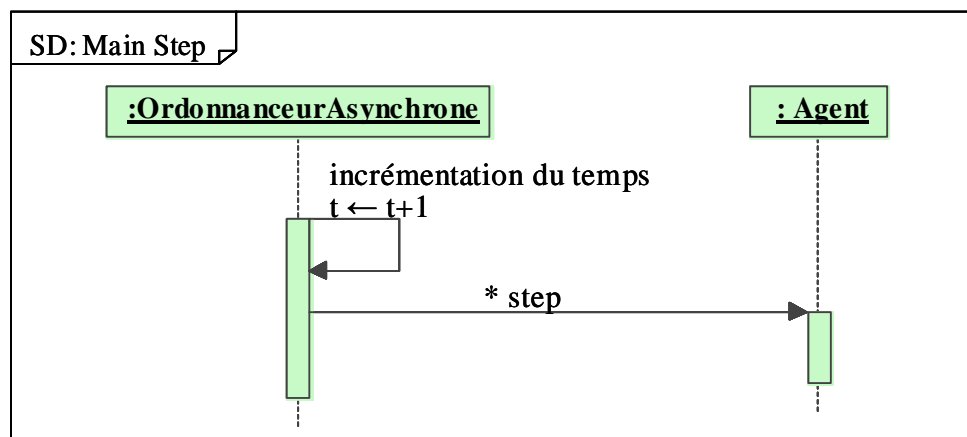 SD: Main Step
:OrdonnanceurAsynchrone
: Agent
incrémentation du temps
t ← t+1
* step